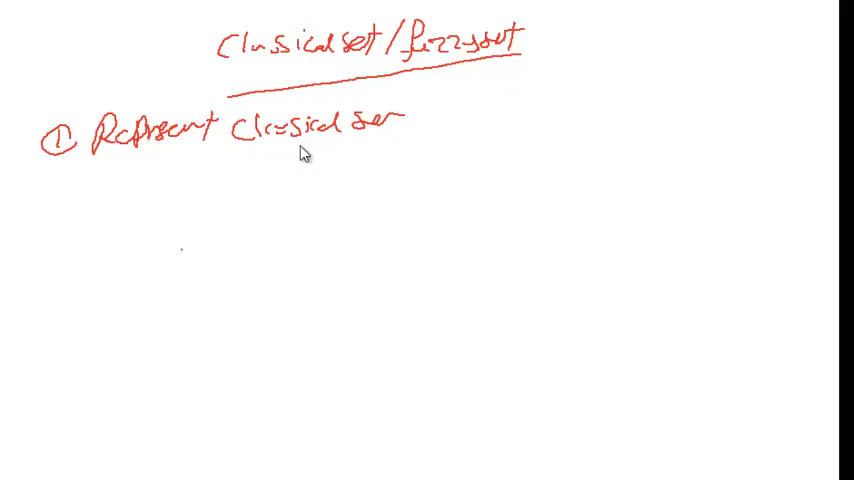 Classical set / fuzzy set
① Represent Classical set